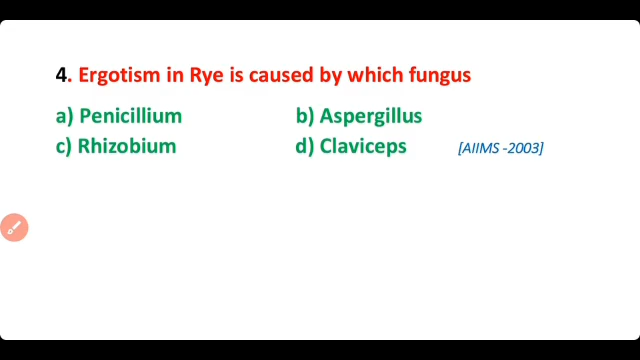 4. Ergotism in Rye is caused by which fungus
a) Penicillium b) Aspergillus
c) Rhizobium d) Claviceps [AIIMS -2003]